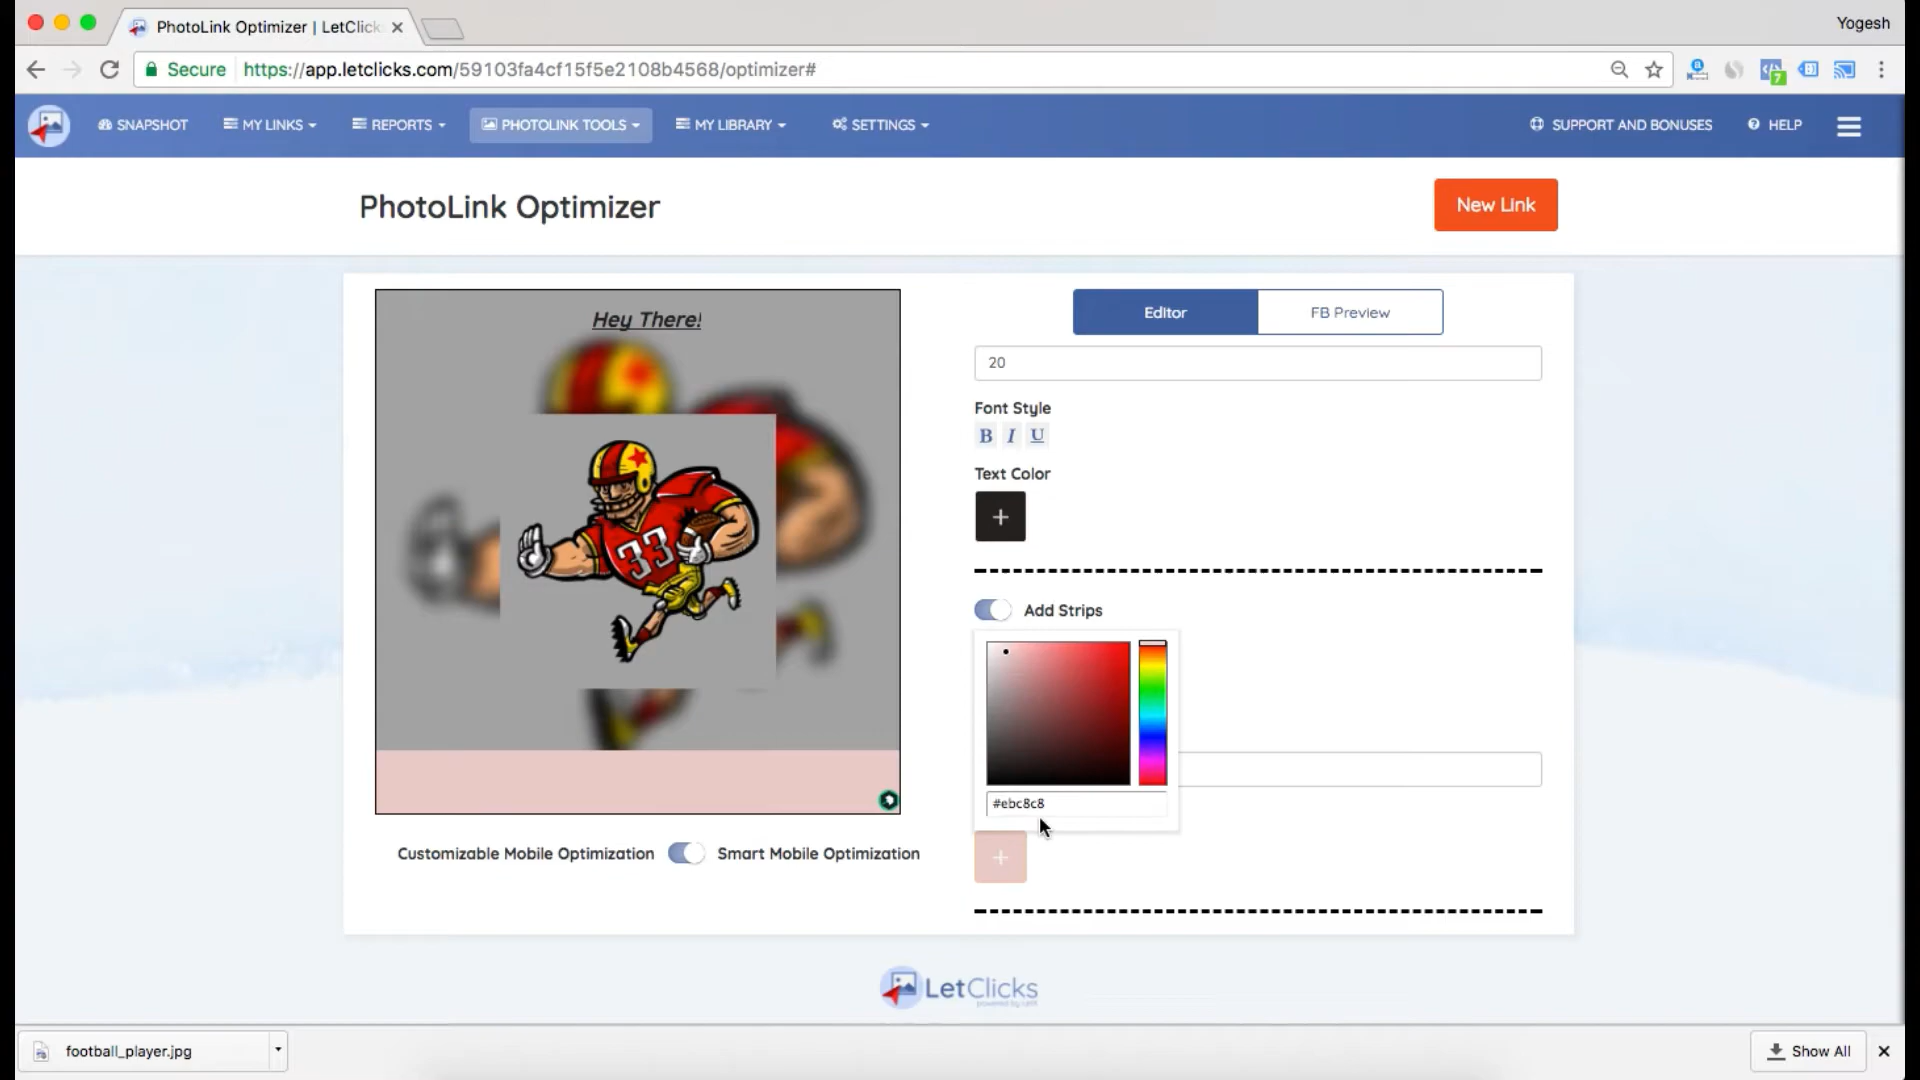 PhotoLink Optimizer | LetClick
Yogesh
Secure https://app.letclicks.com/59103fa4cf15f5e2108b4568/optimizer#
7
SNAPSHOT MY LINKS REPORTS PHOTOLINK TOOLS MY LIBRARY SETTINGS SUPPORT AND BONUSES HELP
PhotoLink Optimizer
New Link
Hey There!
33
Editor FB Preview
20
Font Style
B I U
Text Color
+
Add Strips
#ebc8c8
+
Customizable Mobile Optimization Smart Mobile Optimization
LetClicks
football_player.jpg
Show All